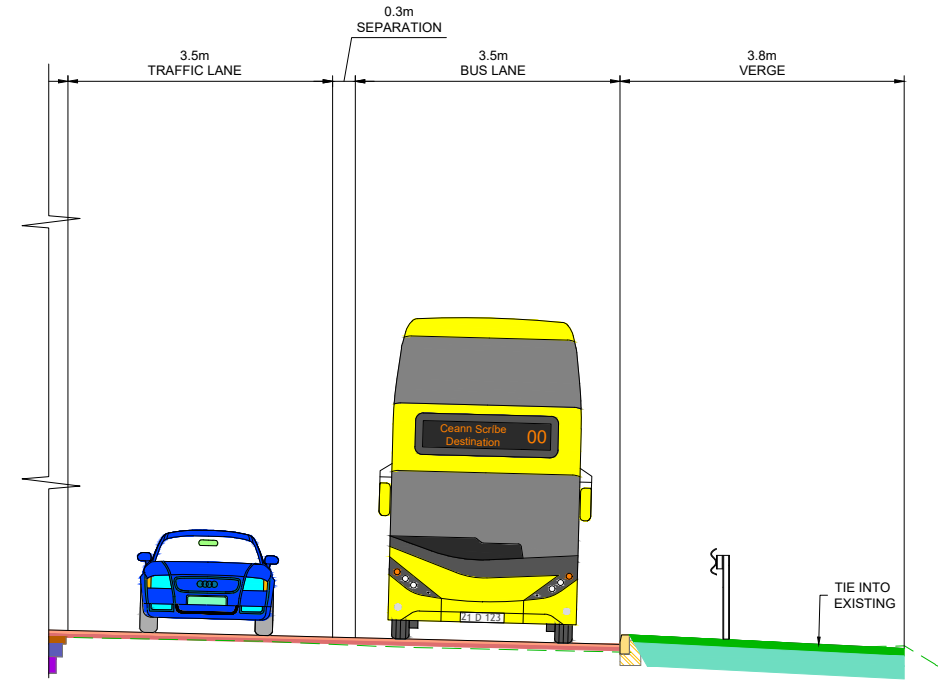 0.3m
SEPARATION
3.5m
TRAFFIC LANE
3.5m
BUS LANE
3.8m
VERGE
Ceann Scríbe
Destination
00
21 D 123
TIE INTO
EXISTING